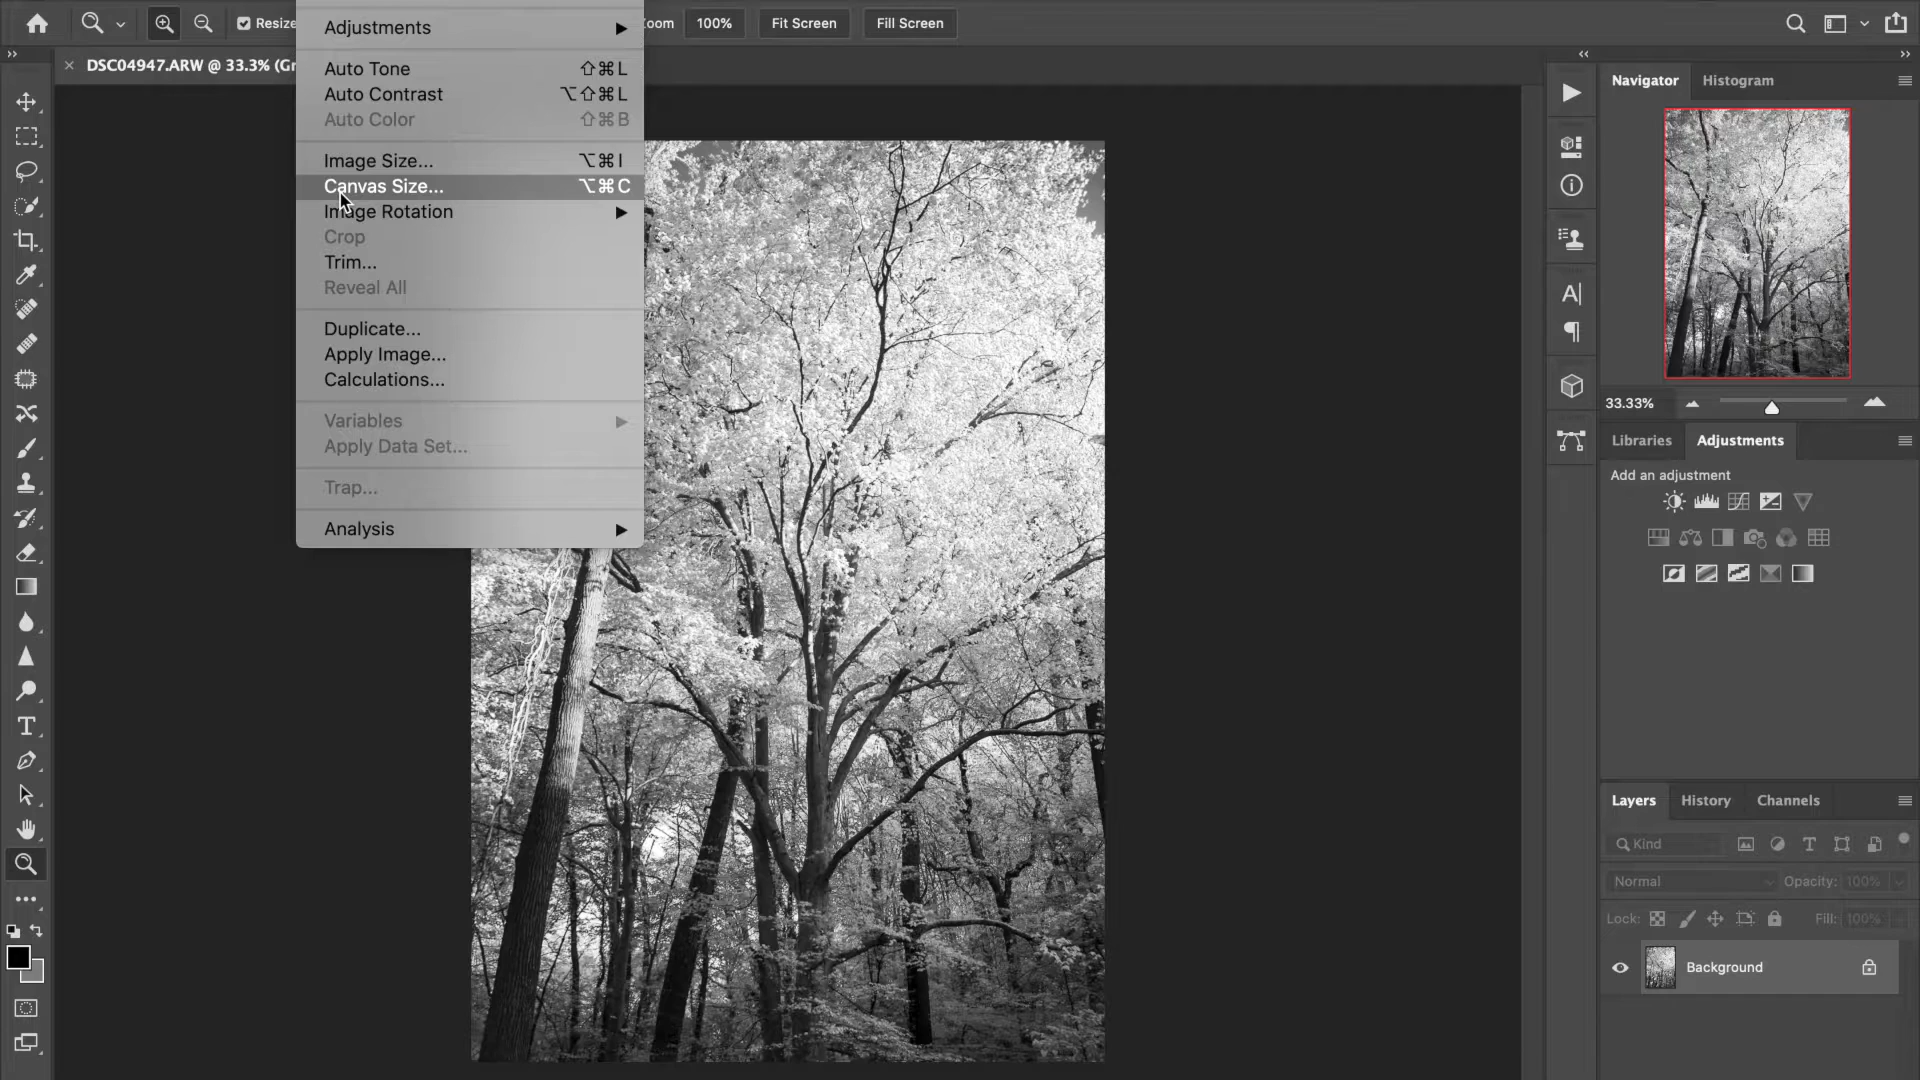 Resize
Zoom
100%
Fit Screen
Fill Screen
DSC04947.ARW @ 33.3% (Gr
Adjustments
Auto Tone ⇧⌘L
Auto Contrast ⌥⇧⌘L
Auto Color ⇧⌘B
Image Size... ⌥⌘I
Canvas Size... ⌥⌘C
Image Rotation
Crop
Trim...
Reveal All
Duplicate...
Apply Image...
Calculations...
Variables
Apply Data Set...
Trap...
Analysis
Navigator Histogram
33.33%
Libraries Adjustments
Add an adjustment
Layers History Channels
Kind
Normal Opacity: 100%
Lock: Fill: 100%
Background